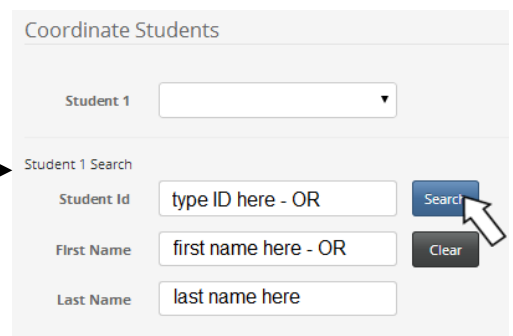 Coordinate Students
Student 1
Student 1 Search
Student Id type ID here - OR Search
First Name first name here - OR Clear
Last Name last name here